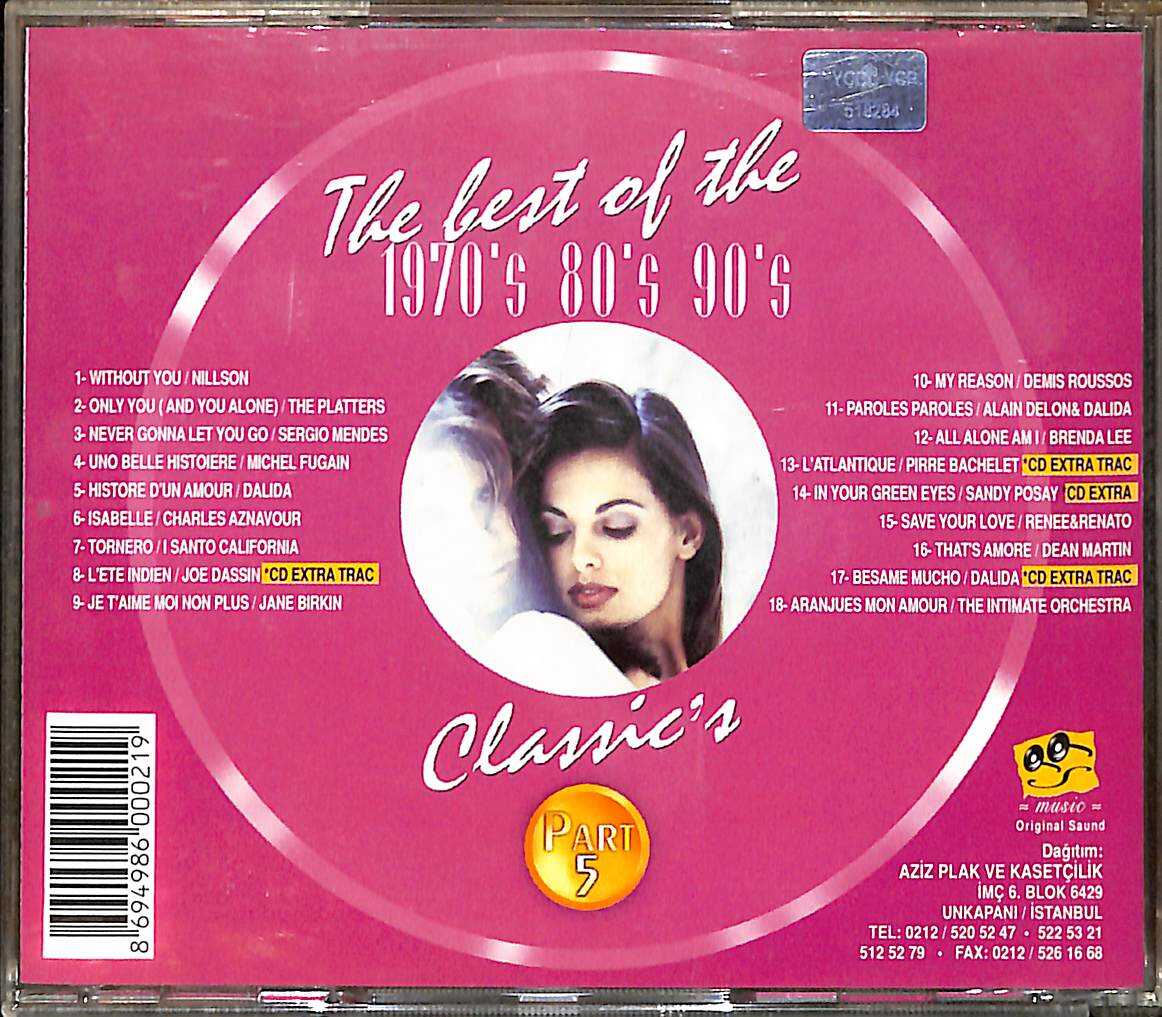 The best of the
1970's 80's 90's
1- WITHOUT YOU / NILLSON
2- ONLY YOU ( AND YOU ALONE) / THE PLATTERS
3- NEVER GONNA LET YOU GO / SERGIO MENDES
4- UNO BELLE HISTOIERE / MICHEL FUGAIN
5- HISTORE D'UN AMOUR / DALIDA
6- ISABELLE / CHARLES AZNAVOUR
7- TORNERO / I SANTO CALIFORNIA
8- L'ETE INDIEN / JOE DASSIN *CD EXTRA TRAC
9- JE T'AIME MOI NON PLUS / JANE BIRKIN
10- MY REASON / DEMIS ROUSSOS
11- PAROLES PAROLES / ALAIN DELON& DALIDA
12- ALL ALONE AM I / BRENDA LEE
13- L'ATLANTIQUE / PIRRE BACHELET *CD EXTRA TRAC
14- IN YOUR GREEN EYES / SANDY POSAY *CD EXTRA
15- SAVE YOUR LOVE / RENEE&RENATO
16- THAT'S AMORE / DEAN MARTIN
17- BESAME MUCHO / DALIDA *CD EXTRA TRAC
18- ARANJUES MON AMOUR / THE INTIMATE ORCHESTRA
Classic's
PART
5
8 694986 000219
≈ music ≈
Original Saund
Dağıtım:
AZİZ PLAK VE KASETÇİLİK
İMÇ 6. BLOK 6429
UNKAPANI / İSTANBUL
TEL: 0212 / 520 52 47 • 522 53 21
512 52 79 • FAX: 0212 / 526 16 68